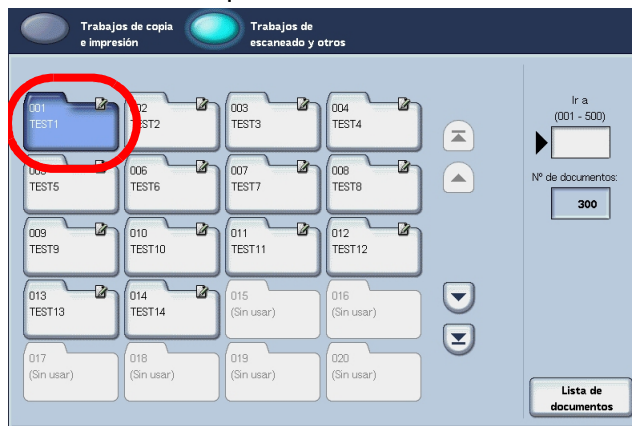 Trabajos de copia
e impresión
Trabajos de
escaneado y otros
001
TEST1
002
TEST2
003
TEST3
004
TEST4
005
TEST5
006
TEST6
007
TEST7
008
TEST8
009
TEST9
010
TEST10
011
TEST11
012
TEST12
013
TEST13
014
TEST14
015
(Sin usar)
016
(Sin usar)
017
(Sin usar)
018
(Sin usar)
019
(Sin usar)
020
(Sin usar)
Ir a
(001 - 500)
Nº de documentos:
300
Lista de
documentos